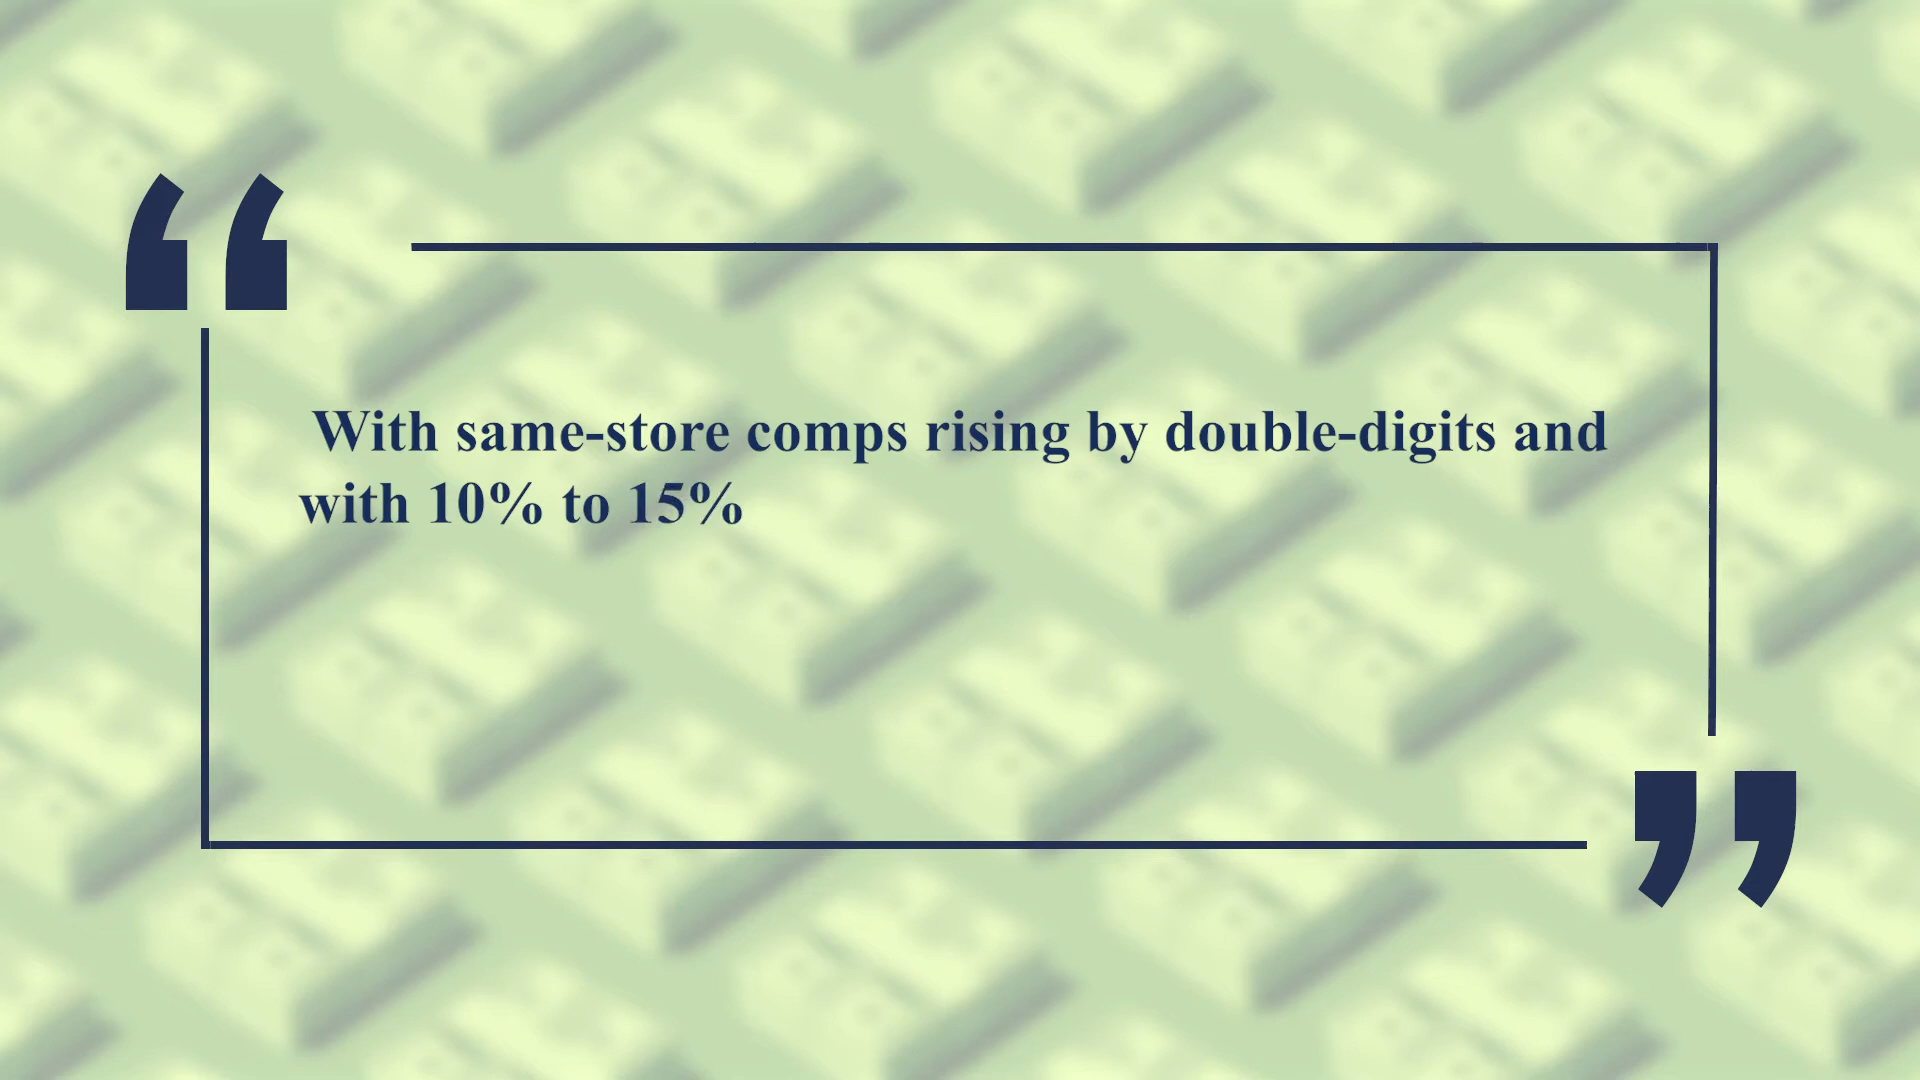 With same-store comps rising by double-digits and
with 10% to 15%